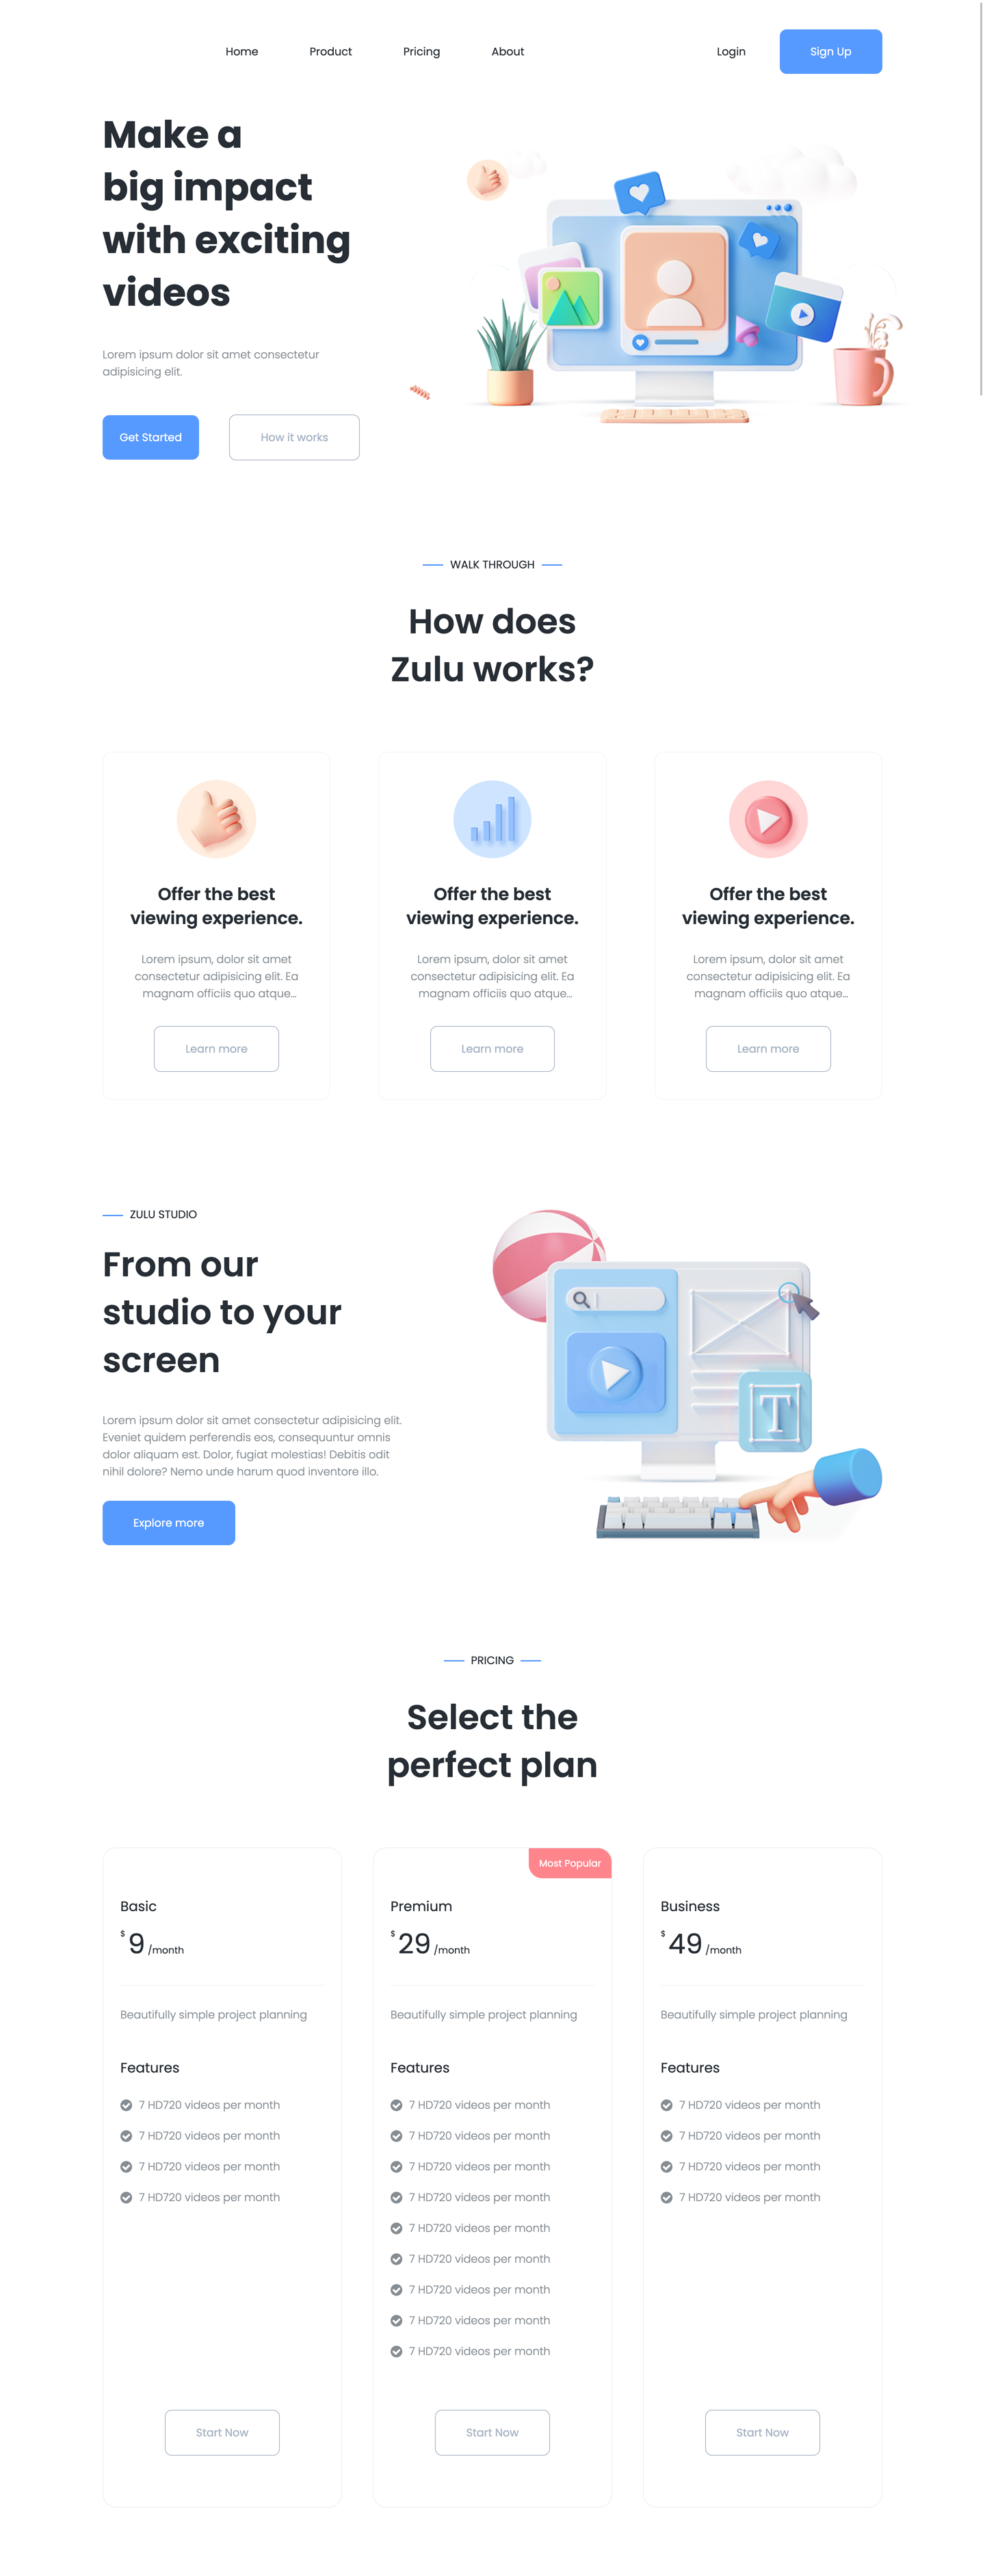 Home Product Pricing About Login Sign Up
Make a
big impact
with exciting
videos
Lorem ipsum dolor sit amet consectetur
adipisicing elit.
Get Started How it works
WALK THROUGH
How does
Zulu works?
Offer the best
viewing experience.
Lorem ipsum, dolor sit amet
consectetur adipisicing elit. Ea
magnam officiis quo atque...
Learn more
Offer the best
viewing experience.
Lorem ipsum, dolor sit amet
consectetur adipisicing elit. Ea
magnam officiis quo atque...
Learn more
Offer the best
viewing experience.
Lorem ipsum, dolor sit amet
consectetur adipisicing elit. Ea
magnam officiis quo atque...
Learn more
ZULU STUDIO
From our
studio to your
screen
Lorem ipsum dolor sit amet consectetur adipisicing elit.
Eveniet quidem perferendis eos, consequuntur omnis
dolor aliquam est. Dolor, fugiat molestias! Debitis odit
nihil dolore? Nemo unde harum quod inventore illo.
Explore more
T
PRICING
Select the
perfect plan
Basic
$ 9 /month
Beautifully simple project planning
Features
7 HD720 videos per month
7 HD720 videos per month
7 HD720 videos per month
7 HD720 videos per month
Start Now
Most Popular
Premium
$ 29 /month
Beautifully simple project planning
Features
7 HD720 videos per month
7 HD720 videos per month
7 HD720 videos per month
7 HD720 videos per month
7 HD720 videos per month
7 HD720 videos per month
7 HD720 videos per month
7 HD720 videos per month
7 HD720 videos per month
Start Now
Business
$ 49 /month
Beautifully simple project planning
Features
7 HD720 videos per month
7 HD720 videos per month
7 HD720 videos per month
7 HD720 videos per month
Start Now